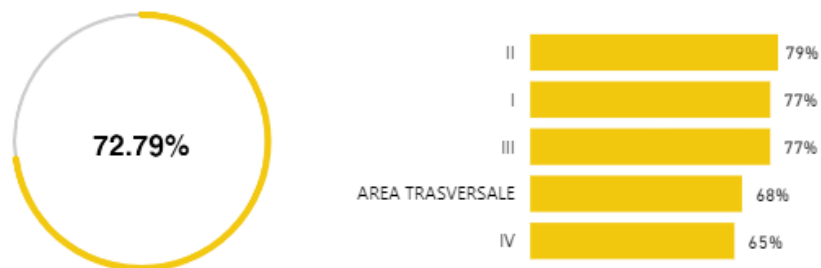 72.79%
II 79%
I 77%
III 77%
AREA TRASVERSALE 68%
IV 65%